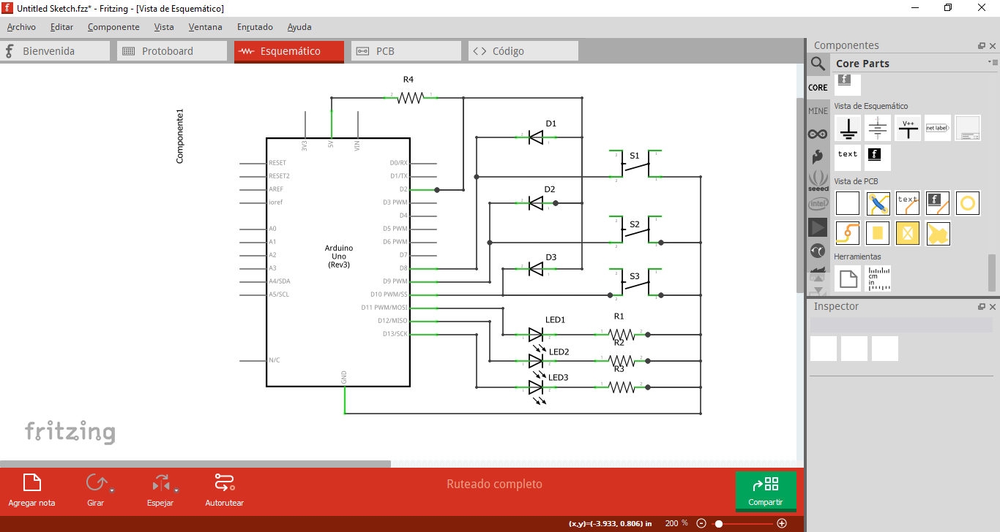 Untitled Sketch.fzz* - Fritzing - [Vista de Esquemático]
Archivo Editar Componente Vista Ventana Enrutado Ayuda
Bienvenida Protoboard Esquemático PCB Código
Componente1
R4
3V3 5V VIN
RESET
RESET2
AREF
ioref
A0
A1
A2
A3
A4/SDA
A5/SCL
N/C
Arduino
Uno
(Rev3)
D0/RX
D1/TX
D2
D3 PWM
D4
D5 PWM
D6 PWM
D7
D8
D9 PWM
D10 PWM/SS
D11 PWM/MOSI
D12/MISO
D13/SCK
GND
D1
D2
D3
S1
S2
S3
LED1
LED2
LED3
R1
R2
R3
fritzing
Componentes
Core Parts
CORE
MINE
seeed
intel
Vista de Esquemático
V++
net label
text
Vista de PCB
text
Herramientas
cm
in
Inspector
Agregar nota Girar Espejar Autorutear
Ruteado completo
Compartir
(x,y)=(-3.933, 0.806) in 200 %